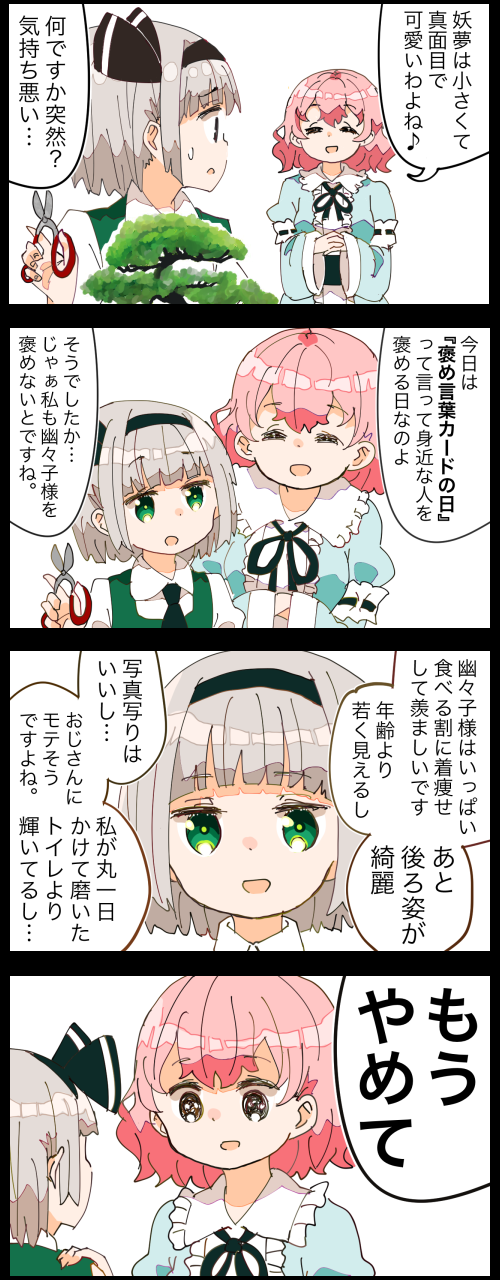 妖夢は小さくて
真面目で
可愛いわよね♪
何ですか突然？
気持ち悪い…
今日は
『褒め言葉カードの日』
って言って身近な人を
褒める日なのよ
そうでしたか…
じゃぁ私も幽々子様を
褒めないとですね。
幽々子様はいっぱい
食べる割に着痩せ
して羨ましいです
年齢より
若く見えるし
あと
後ろ姿が
綺麗
写真写りは
いいし…
おじさんに
モテそう
ですよね。
私が丸一日
かけて磨いた
トイレより
輝いてるし…
もう
やめて